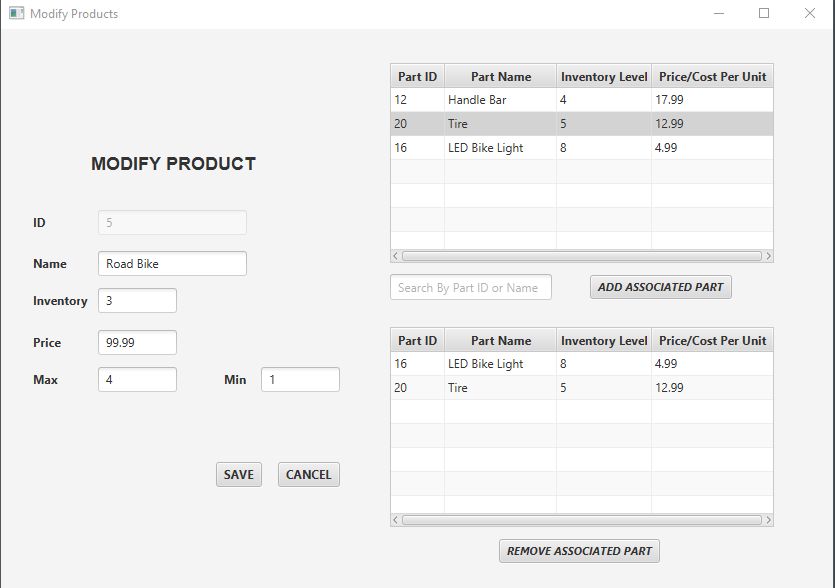 Modify Products
MODIFY PRODUCT
ID 5
Name Road Bike
Inventory 3
Price 99.99
Max 4 Min 1
SAVE CANCEL
Part ID Part Name Inventory Level Price/Cost Per Unit
12 Handle Bar 4 17.99
20 Tire 5 12.99
16 LED Bike Light 8 4.99
Search By Part ID or Name ADD ASSOCIATED PART
Part ID Part Name Inventory Level Price/Cost Per Unit
16 LED Bike Light 8 4.99
20 Tire 5 12.99
REMOVE ASSOCIATED PART